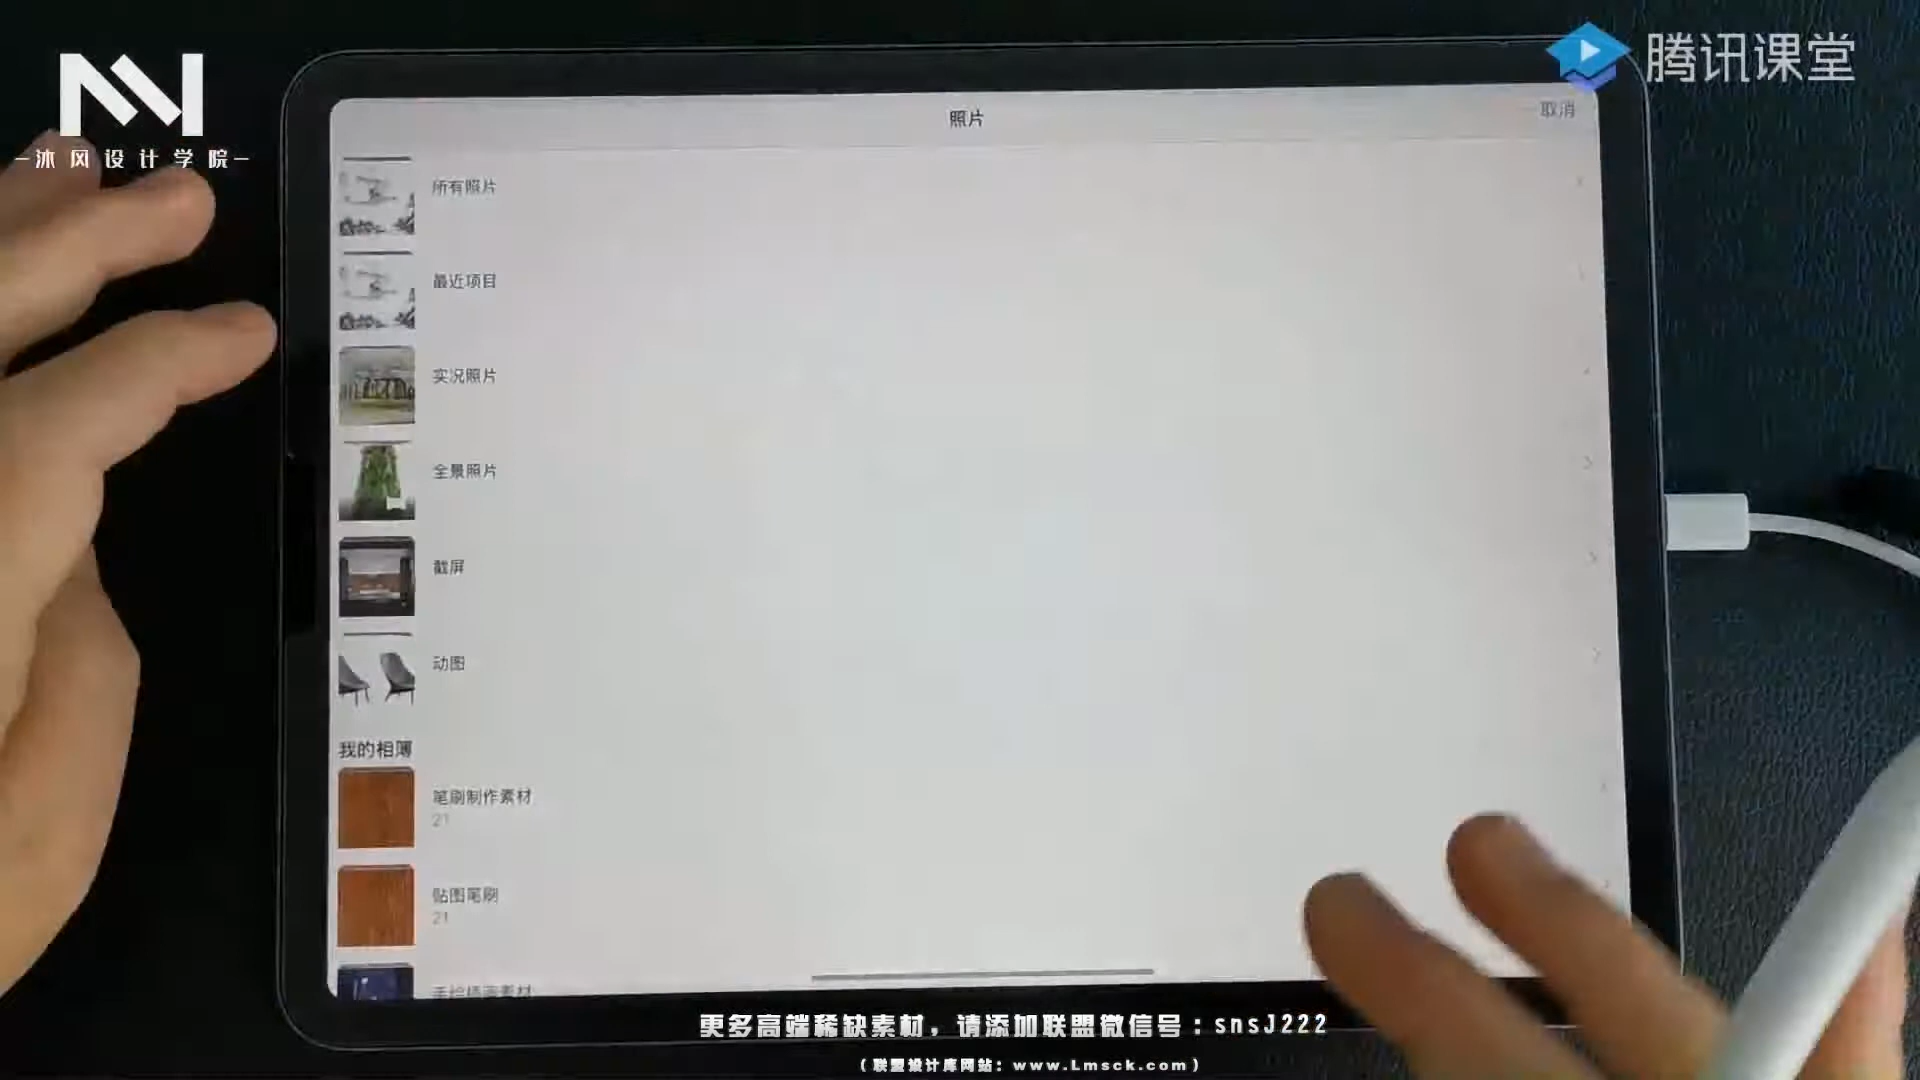 腾讯课堂
沐风设计学院
照片
取消
所有照片
最近项目
实况照片
全景照片
截屏
动图
我的相簿
笔刷制作素材
21
贴图笔刷
21
更多高端稀缺素材，请添加联盟微信号：snsJ222
（联盟设计库网站：www.Lmsck.com）